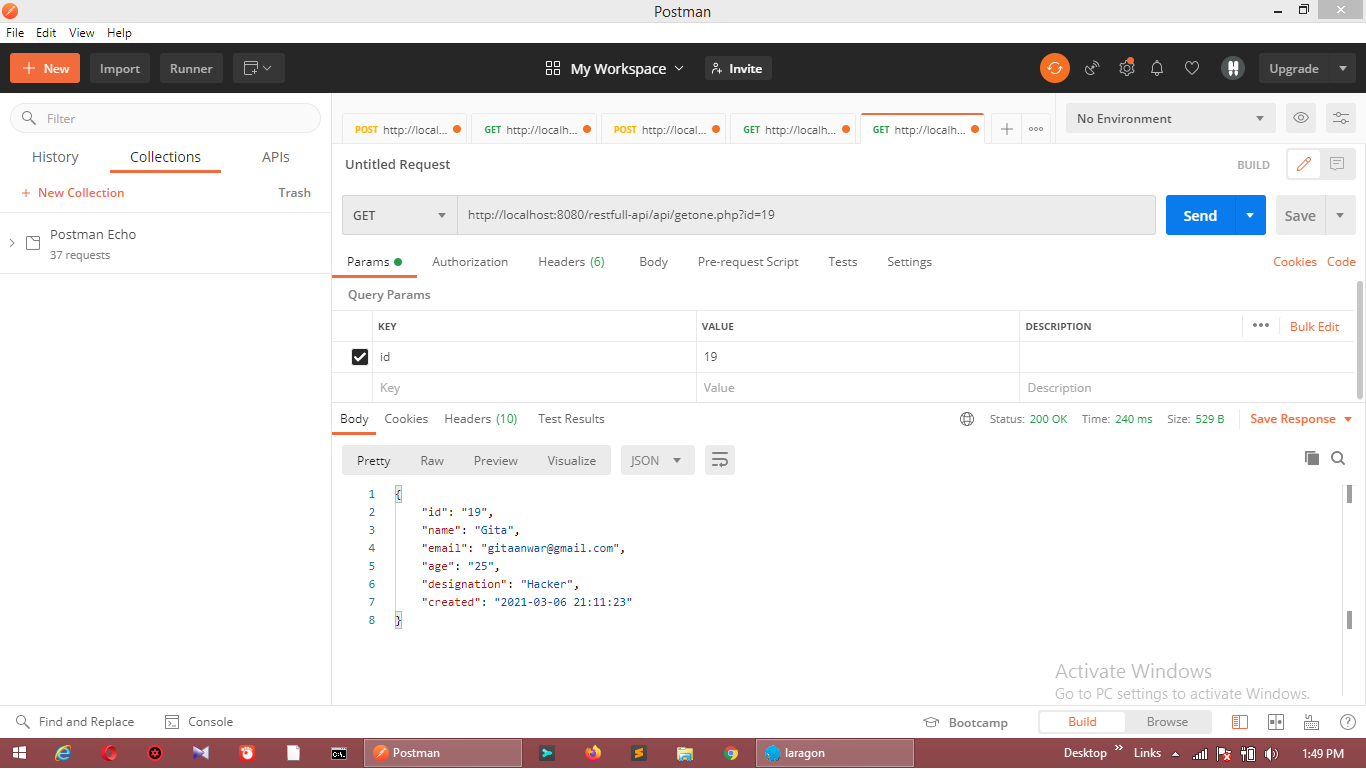 Postman
File Edit View Help
New Import Runner My Workspace Invite Upgrade
Filter
History Collections APIs
+ New Collection Trash
Postman Echo
37 requests
POST http://local... GET http://localh... POST http://local... GET http://localh... GET http://localh... No Environment
Untitled Request BUILD
GET http://localhost:8080/restfull-api/api/getone.php?id=19 Send Save
Params Authorization Headers (6) Body Pre-request Script Tests Settings Cookies Code
Query Params
KEY VALUE DESCRIPTION Bulk Edit
id 19
Key Value Description
Body Cookies Headers (10) Test Results Status: 200 OK Time: 240 ms Size: 529 B Save Response
Pretty Raw Preview Visualize JSON
1 {
2 "id": "19",
3 "name": "Gita",
4 "email": "gitaanwar@gmail.com",
5 "age": "25",
6 "designation": "Hacker",
7 "created": "2021-03-06 21:11:23"
8 }
Activate Windows
Go to PC settings to activate Windows.
Find and Replace Console Bootcamp Build Browse
Postman laragon Desktop Links 1:49 PM